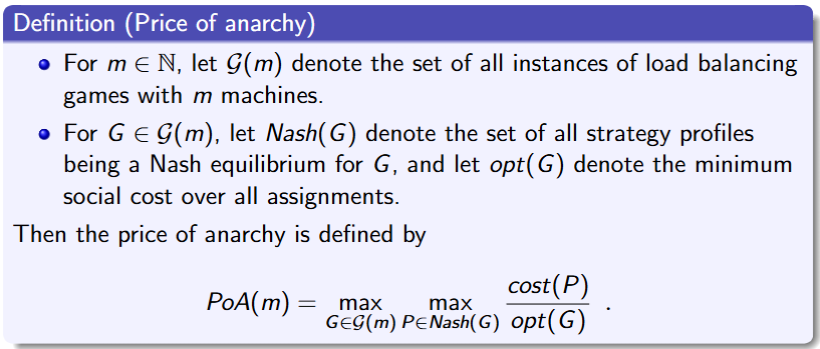 Definition (Price of anarchy)
• For m ∈ ℕ, let 𝒢(m) denote the set of all instances of load balancing
games with m machines.
• For G ∈ 𝒢(m), let Nash(G) denote the set of all strategy profiles
being a Nash equilibrium for G, and let opt(G) denote the minimum
social cost over all assignments.
Then the price of anarchy is defined by
PoA(m) = max_{G∈𝒢(m)} max_{P∈Nash(G)} cost(P)/opt(G) .